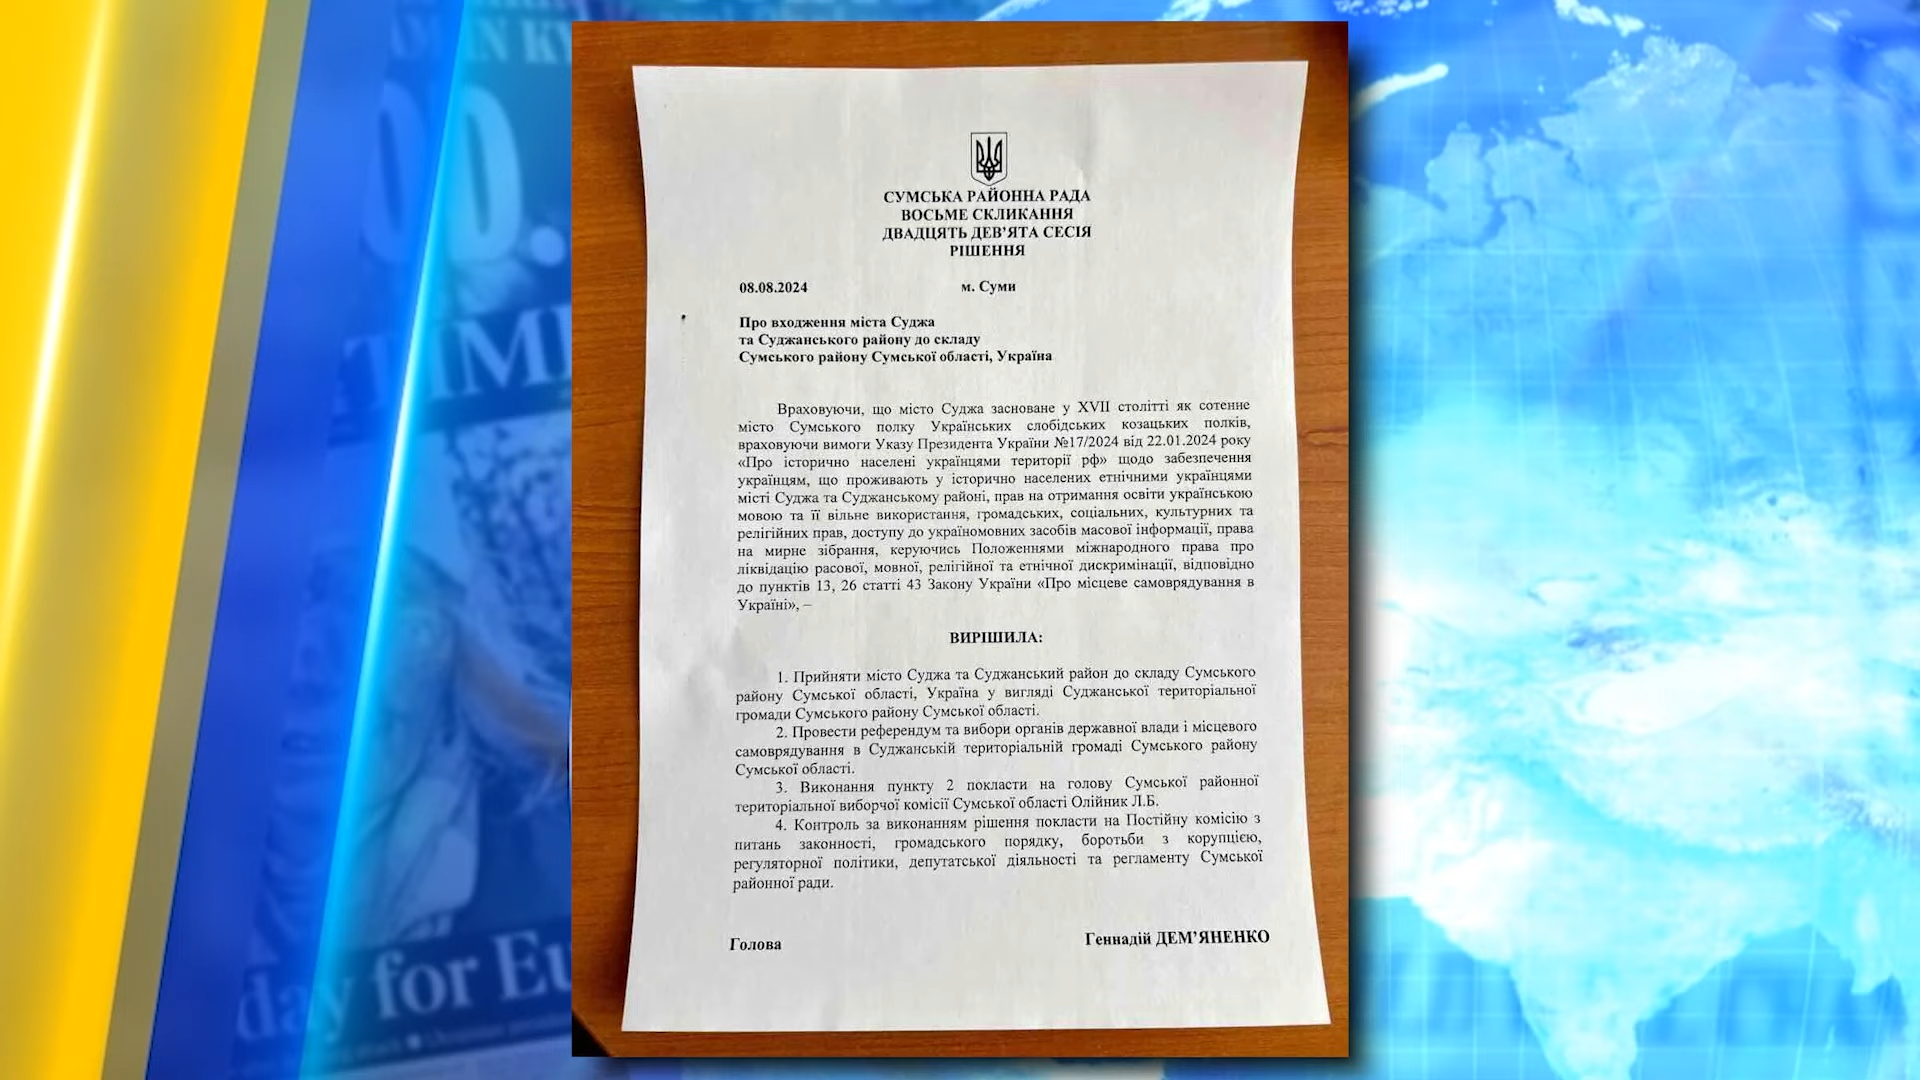 AN KY
00.
TIM
day for Eu
СУМСЬКА РАЙОННА РАДА
ВОСЬМЕ СКЛИКАННЯ
ДВАДЦЯТЬ ДЕВ’ЯТА СЕСІЯ
РІШЕННЯ
08.08.2024 м. Суми
Про входження міста Суджа
та Суджанського району до складу
Сумського району Сумської області, Україна
Враховуючи, що місто Суджа засноване у XVII столітті як сотенне
місто Сумського полку Українських слобідських козацьких полків,
враховуючи вимоги Указу Президента України №17/2024 від 22.01.2024 року
«Про історично населені українцями території рф» щодо забезпечення
українцям, що проживають у історично населених етнічними українцями
місті Суджа та Суджанському районі, прав на отримання освіти українською
мовою та її вільне використання, громадських, соціальних, культурних та
релігійних прав, доступу до україномовних засобів масової інформації, права
на мирне зібрання, керуючись Положеннями міжнародного права про
ліквідацію расової, мовної, релігійної та етнічної дискримінації, відповідно
до пунктів 13, 26 статті 43 Закону України «Про місцеве самоврядування в
Україні», –
ВИРІШИЛА:
1. Прийняти місто Суджа та Суджанський район до складу Сумського
району Сумської області, Україна у вигляді Суджанської територіальної
громади Сумського району Сумської області.
2. Провести референдум та вибори органів державної влади і місцевого
самоврядування в Суджанській територіальній громаді Сумського району
Сумської області.
3. Виконання пункту 2 покласти на голову Сумської районної
територіальної виборчої комісії Сумської області Олійник Л.Б.
4. Контроль за виконанням рішення покласти на Постійну комісію з
питань законності, громадського порядку, боротьби з корупцією,
регуляторної політики, депутатської діяльності та регламенту Сумської
районної ради.
Голова Геннадій ДЕМ’ЯНЕНКО